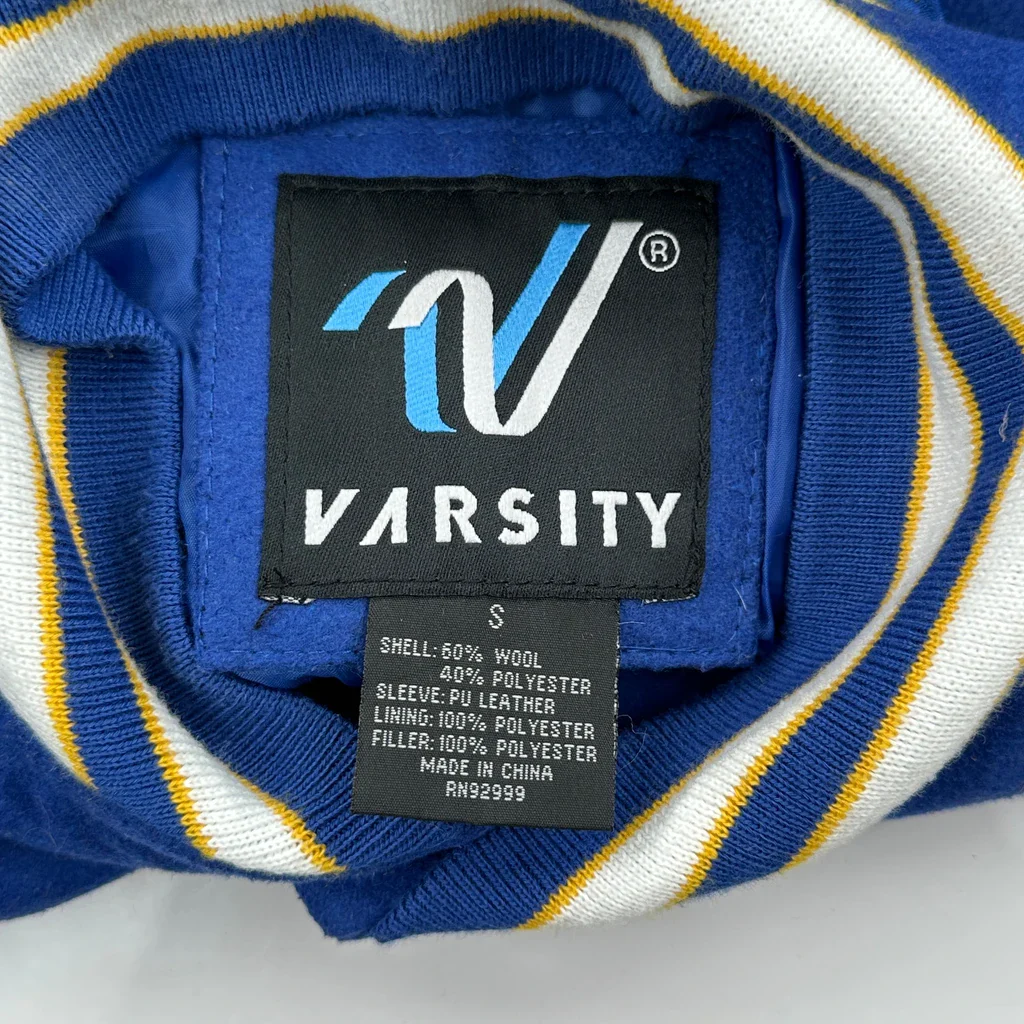 ®
VARSITY
S
SHELL: 60% WOOL
40% POLYESTER
SLEEVE: PU LEATHER
LINING: 100% POLYESTER
FILLER: 100% POLYESTER
MADE IN CHINA
RN92999